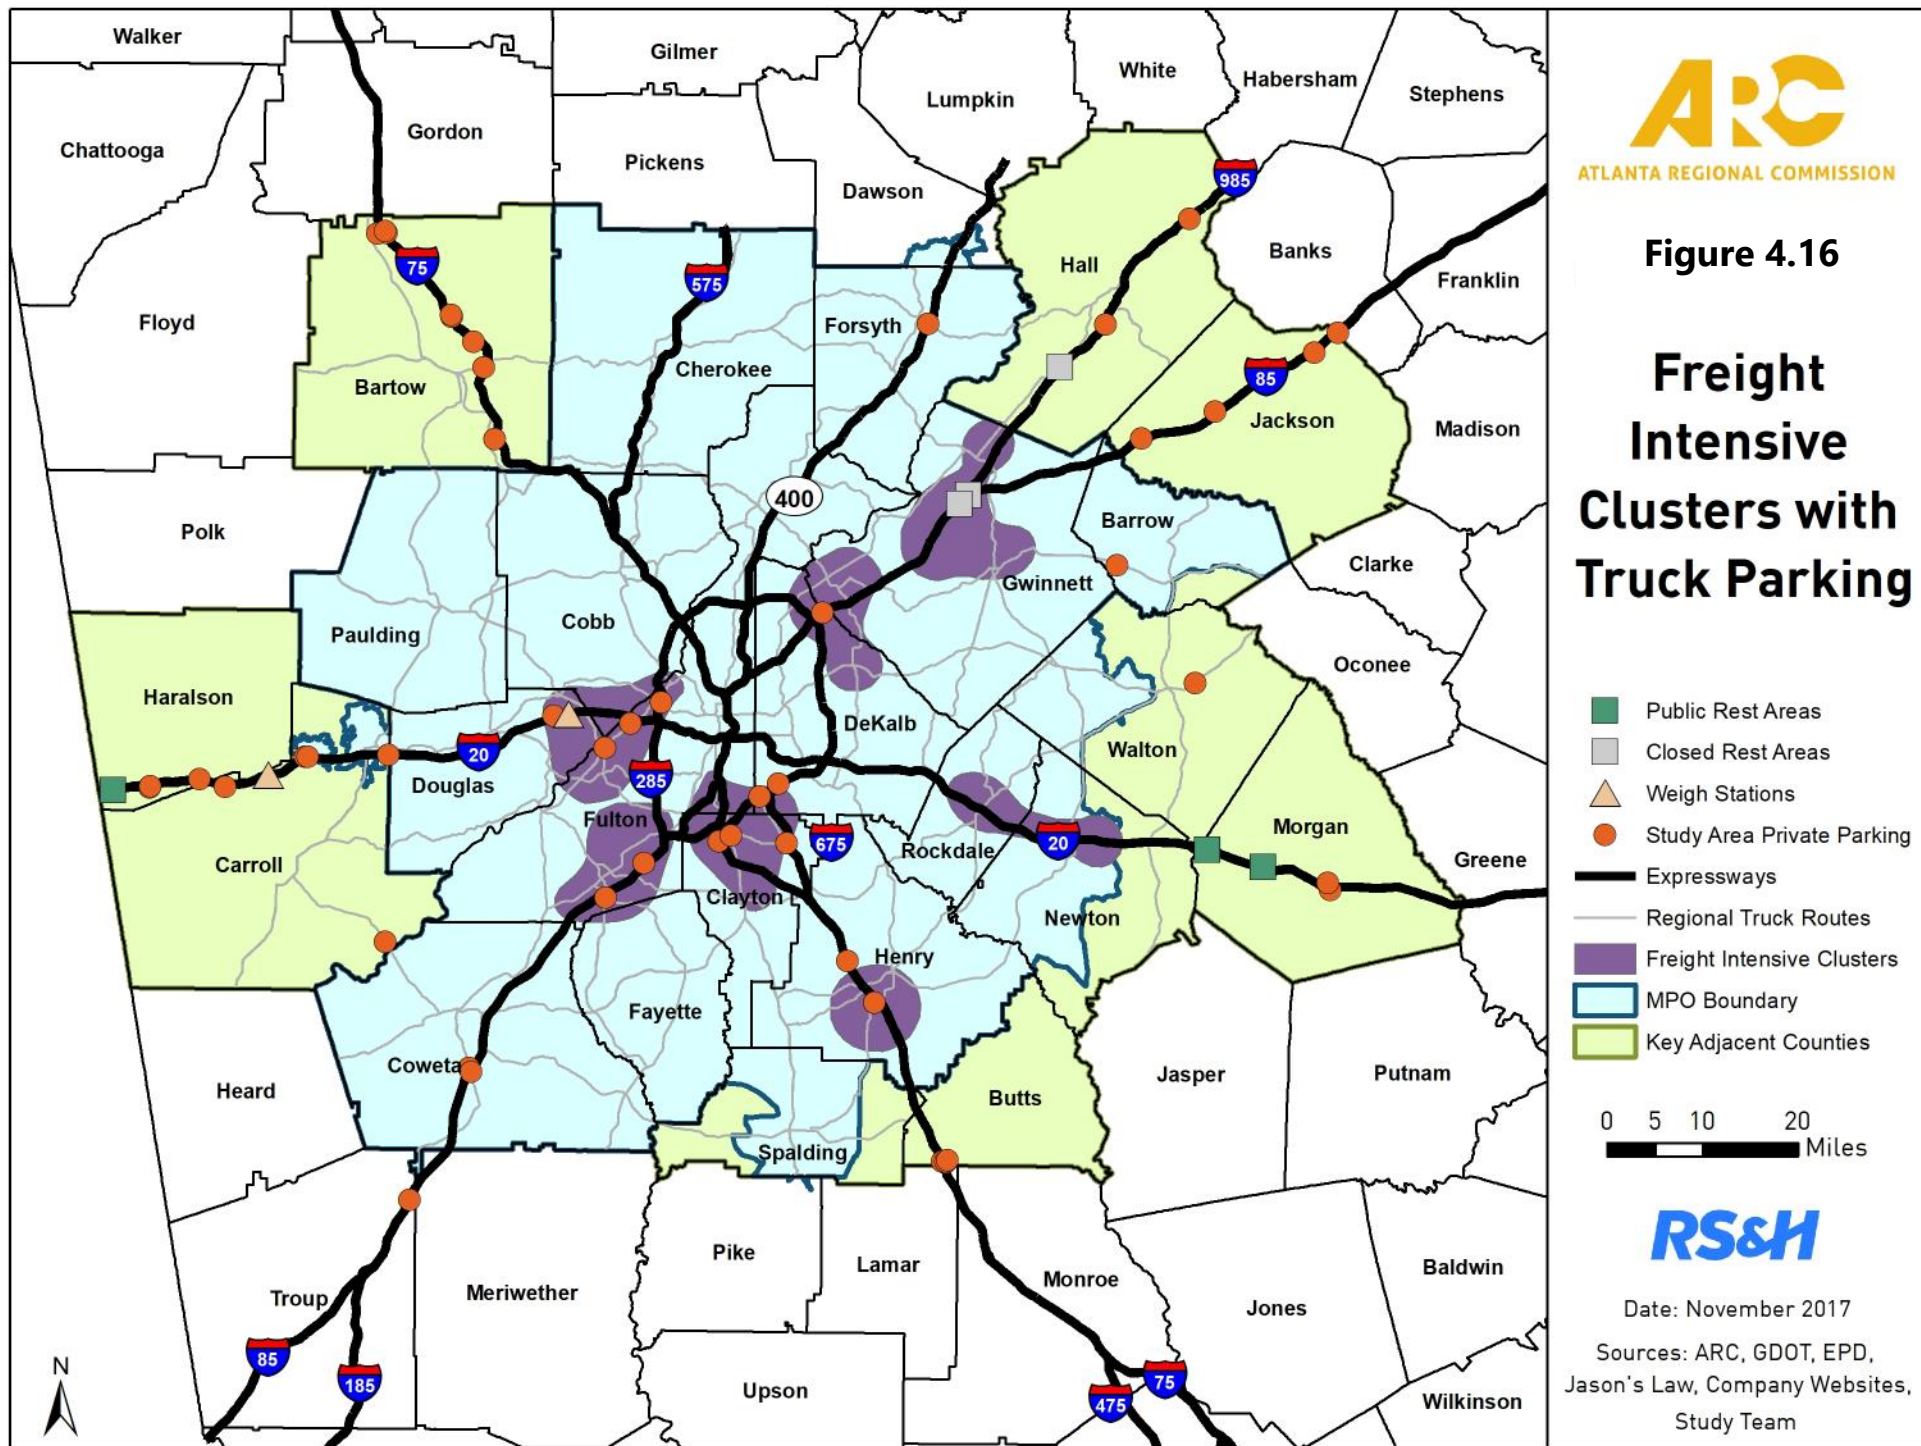 Walker
Gilmer
White
Habersham
Stephens
Lumpkin
Chattooga
Gordon
Pickens
Dawson
985
Banks
Franklin
Hall
75
575
Floyd
Forsyth
Cherokee
Bartow
85
Jackson
Madison
400
Polk
Barrow
Clarke
Gwinnett
Cobb
Paulding
Oconee
Haralson
DeKalb
Walton
20
285
Douglas
Fulton
675
20
Rockdale
Morgan
Greene
Carroll
Clayton
Newton
Henry
Fayette
Coweta
Heard
Butts
Jasper
Putnam
Spalding
Pike
Lamar
Monroe
Baldwin
Troup
Meriwether
Jones
85
185
Upson
75
475
Wilkinson
N
ARC
ATLANTA REGIONAL COMMISSION
Figure 4.16
Freight
Intensive
Clusters with
Truck Parking
Public Rest Areas
Closed Rest Areas
Weigh Stations
Study Area Private Parking
Expressways
Regional Truck Routes
Freight Intensive Clusters
MPO Boundary
Key Adjacent Counties
0 5 10 20
Miles
RS&H
Date: November 2017
Sources: ARC, GDOT, EPD,
Jason's Law, Company Websites,
Study Team